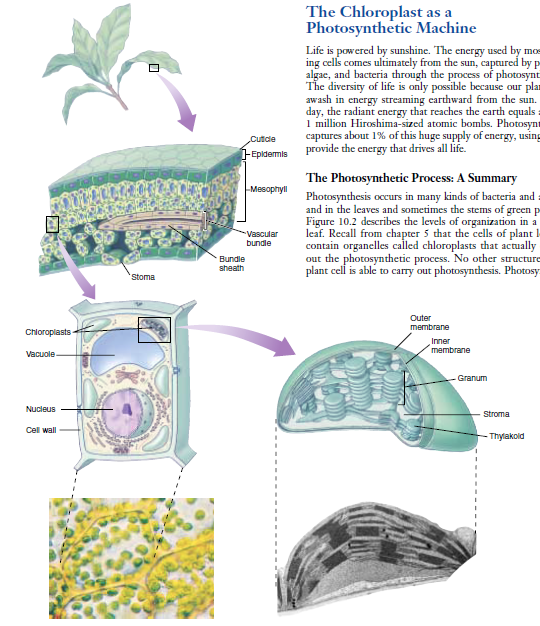 The Chloroplast as a
Photosynthetic Machine
Life is powered by sunshine. The energy used by
ing cells comes ultimately from the sun, captured by
algae, and bacteria through the process of
The diversity of life is only possible because our
awash in energy streaming earthward from the sun.
day, the radiant energy that reaches the earth equals
1 million Hiroshima-sized atomic bombs.
captures about 1% of this huge supply of energy, using
provide the energy that drives all life.
The Photosynthetic Process: A Summary
Photosynthesis occurs in many kinds of bacteria and
and in the leaves and sometimes the stems of green
Figure 10.2 describes the levels of organization in a
leaf. Recall from chapter 5 that the cells of plant
contain organelles called chloroplasts that actually
out the photosynthetic process. No other
plant cell is able to carry out photosynthesis.
Cuticle
Epidermis
Mesophyll
Vascular
bundle
Bundle
sheath
Stoma
Chloroplasts
Vacuole
Nucleus
Cell wall
Outer
membrane
Inner
membrane
Granum
Stroma
Thylakoid